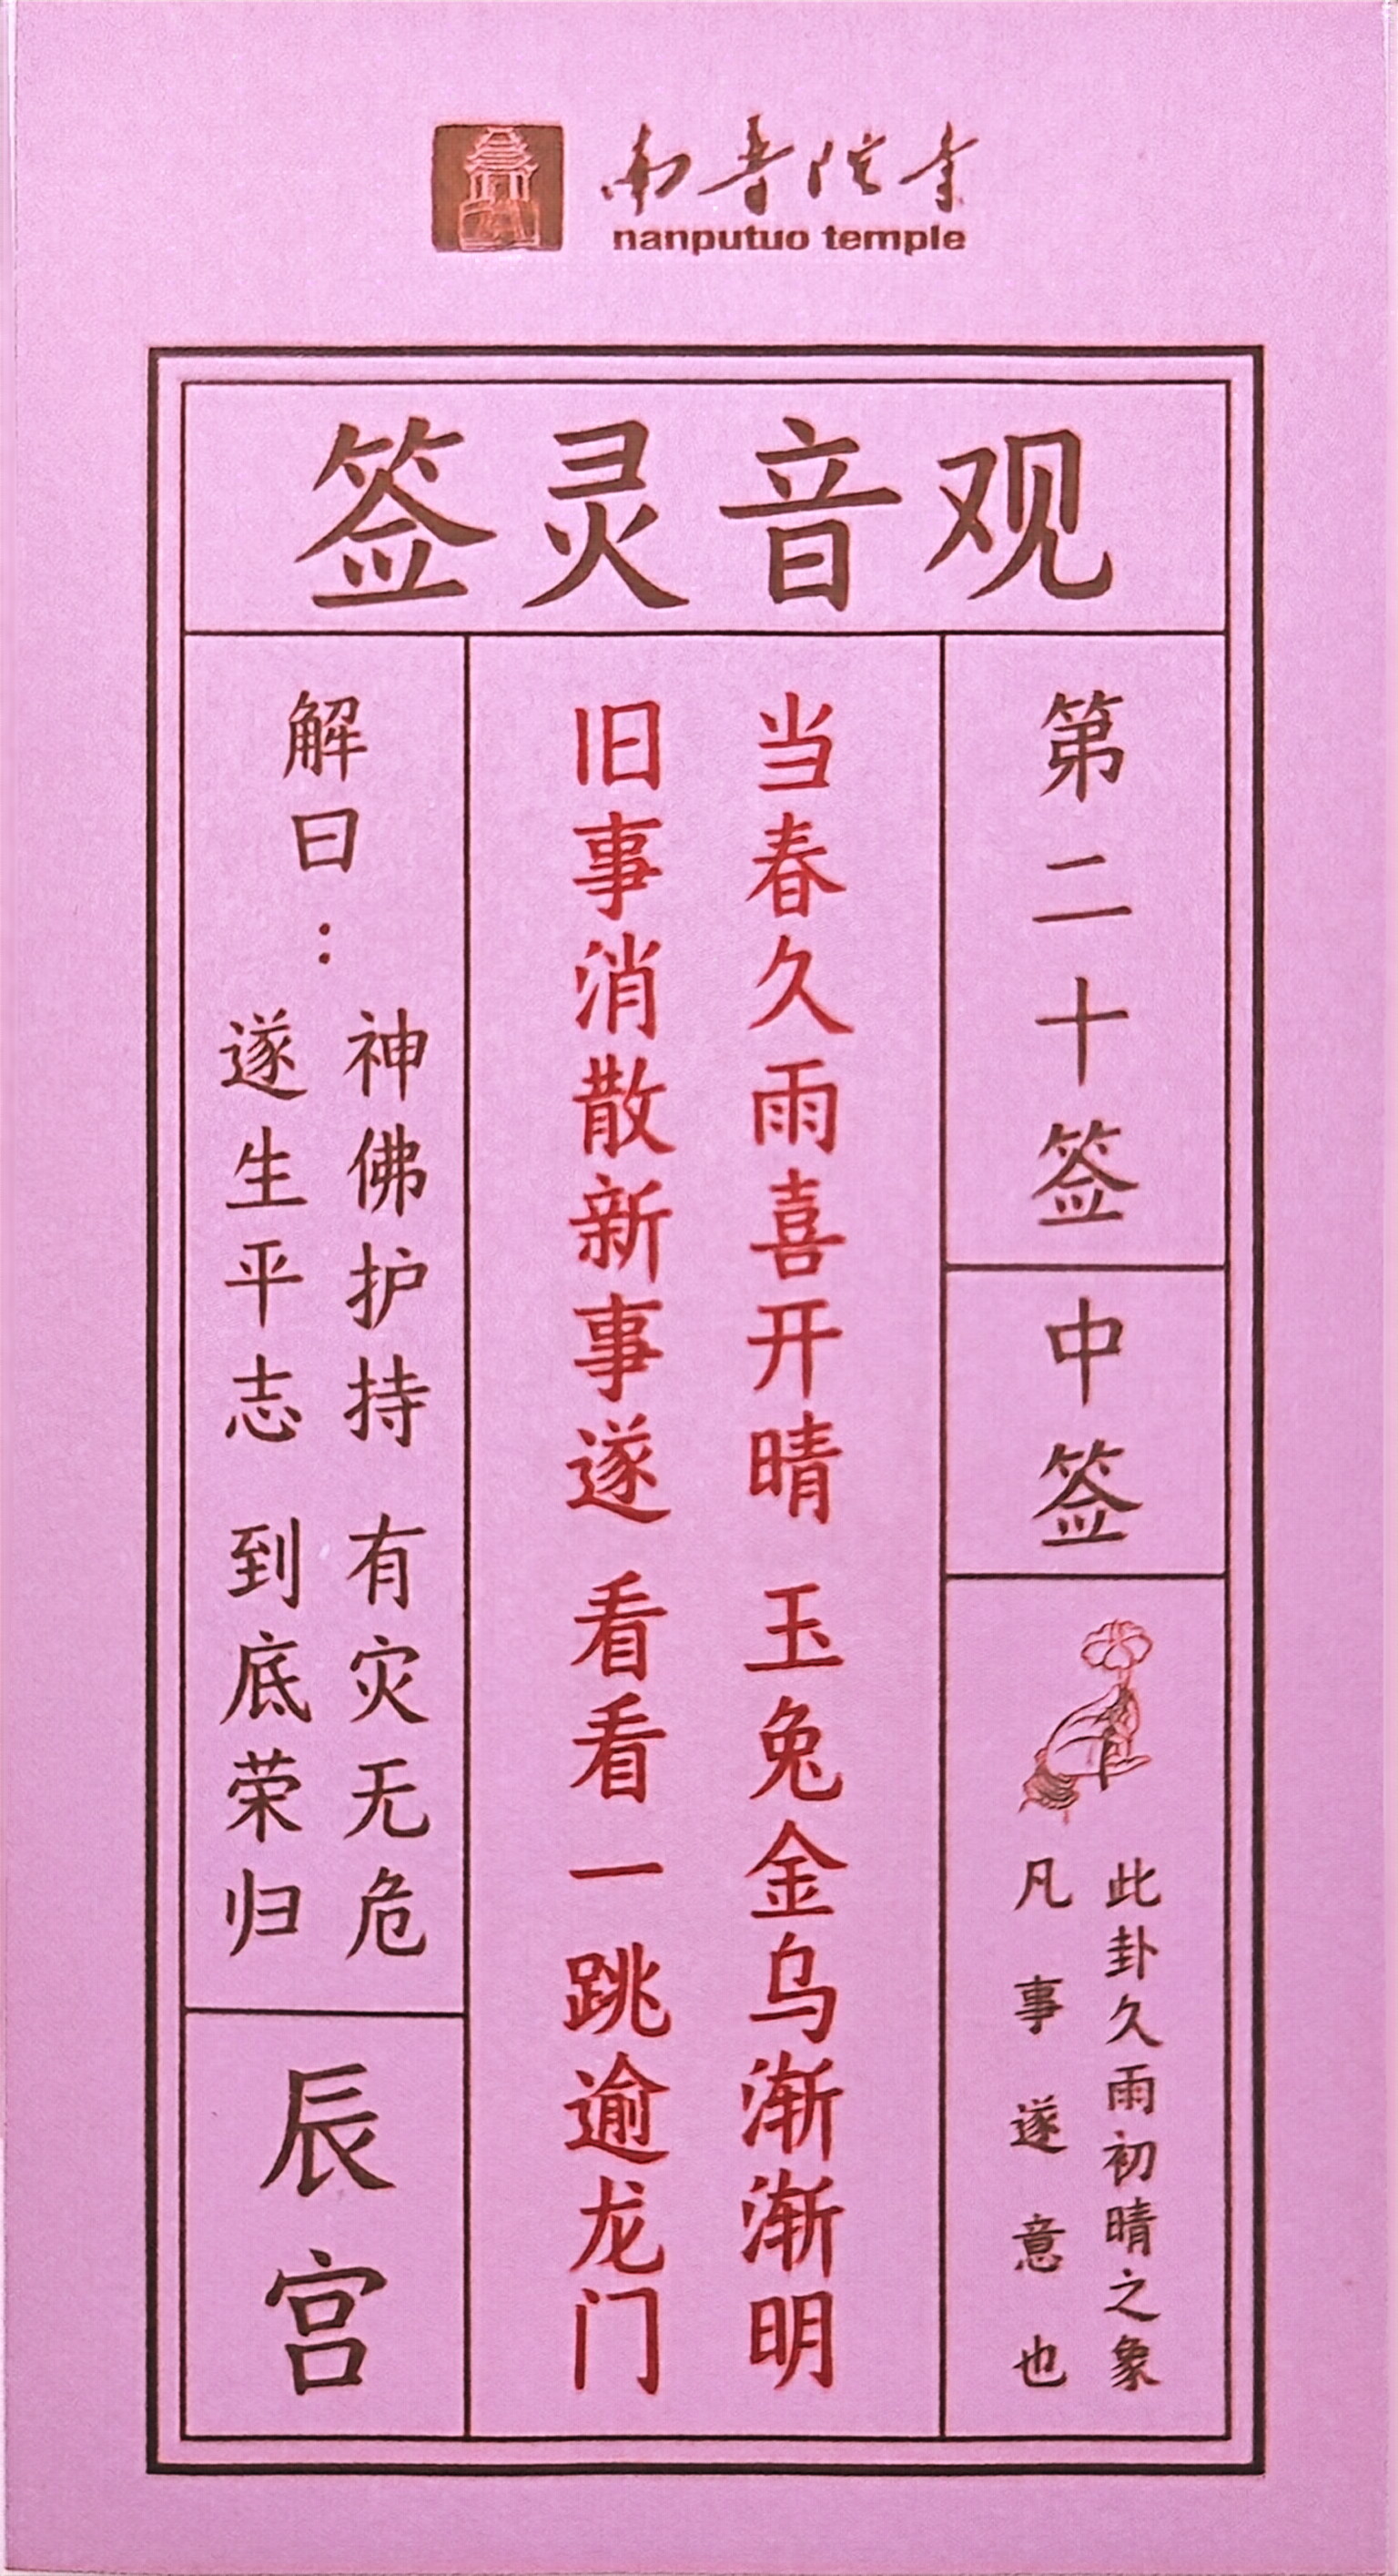 南普陀寺
nanputuo temple
观音灵签
第二十签
中签
此卦久雨初晴之象
凡事遂意也
当春久雨喜开晴 玉兔金乌渐渐明
旧事消散新事遂 看看一跳逾龙门
解曰：
神佛护持 有灾无危
遂生平志 到底荣归
辰宫